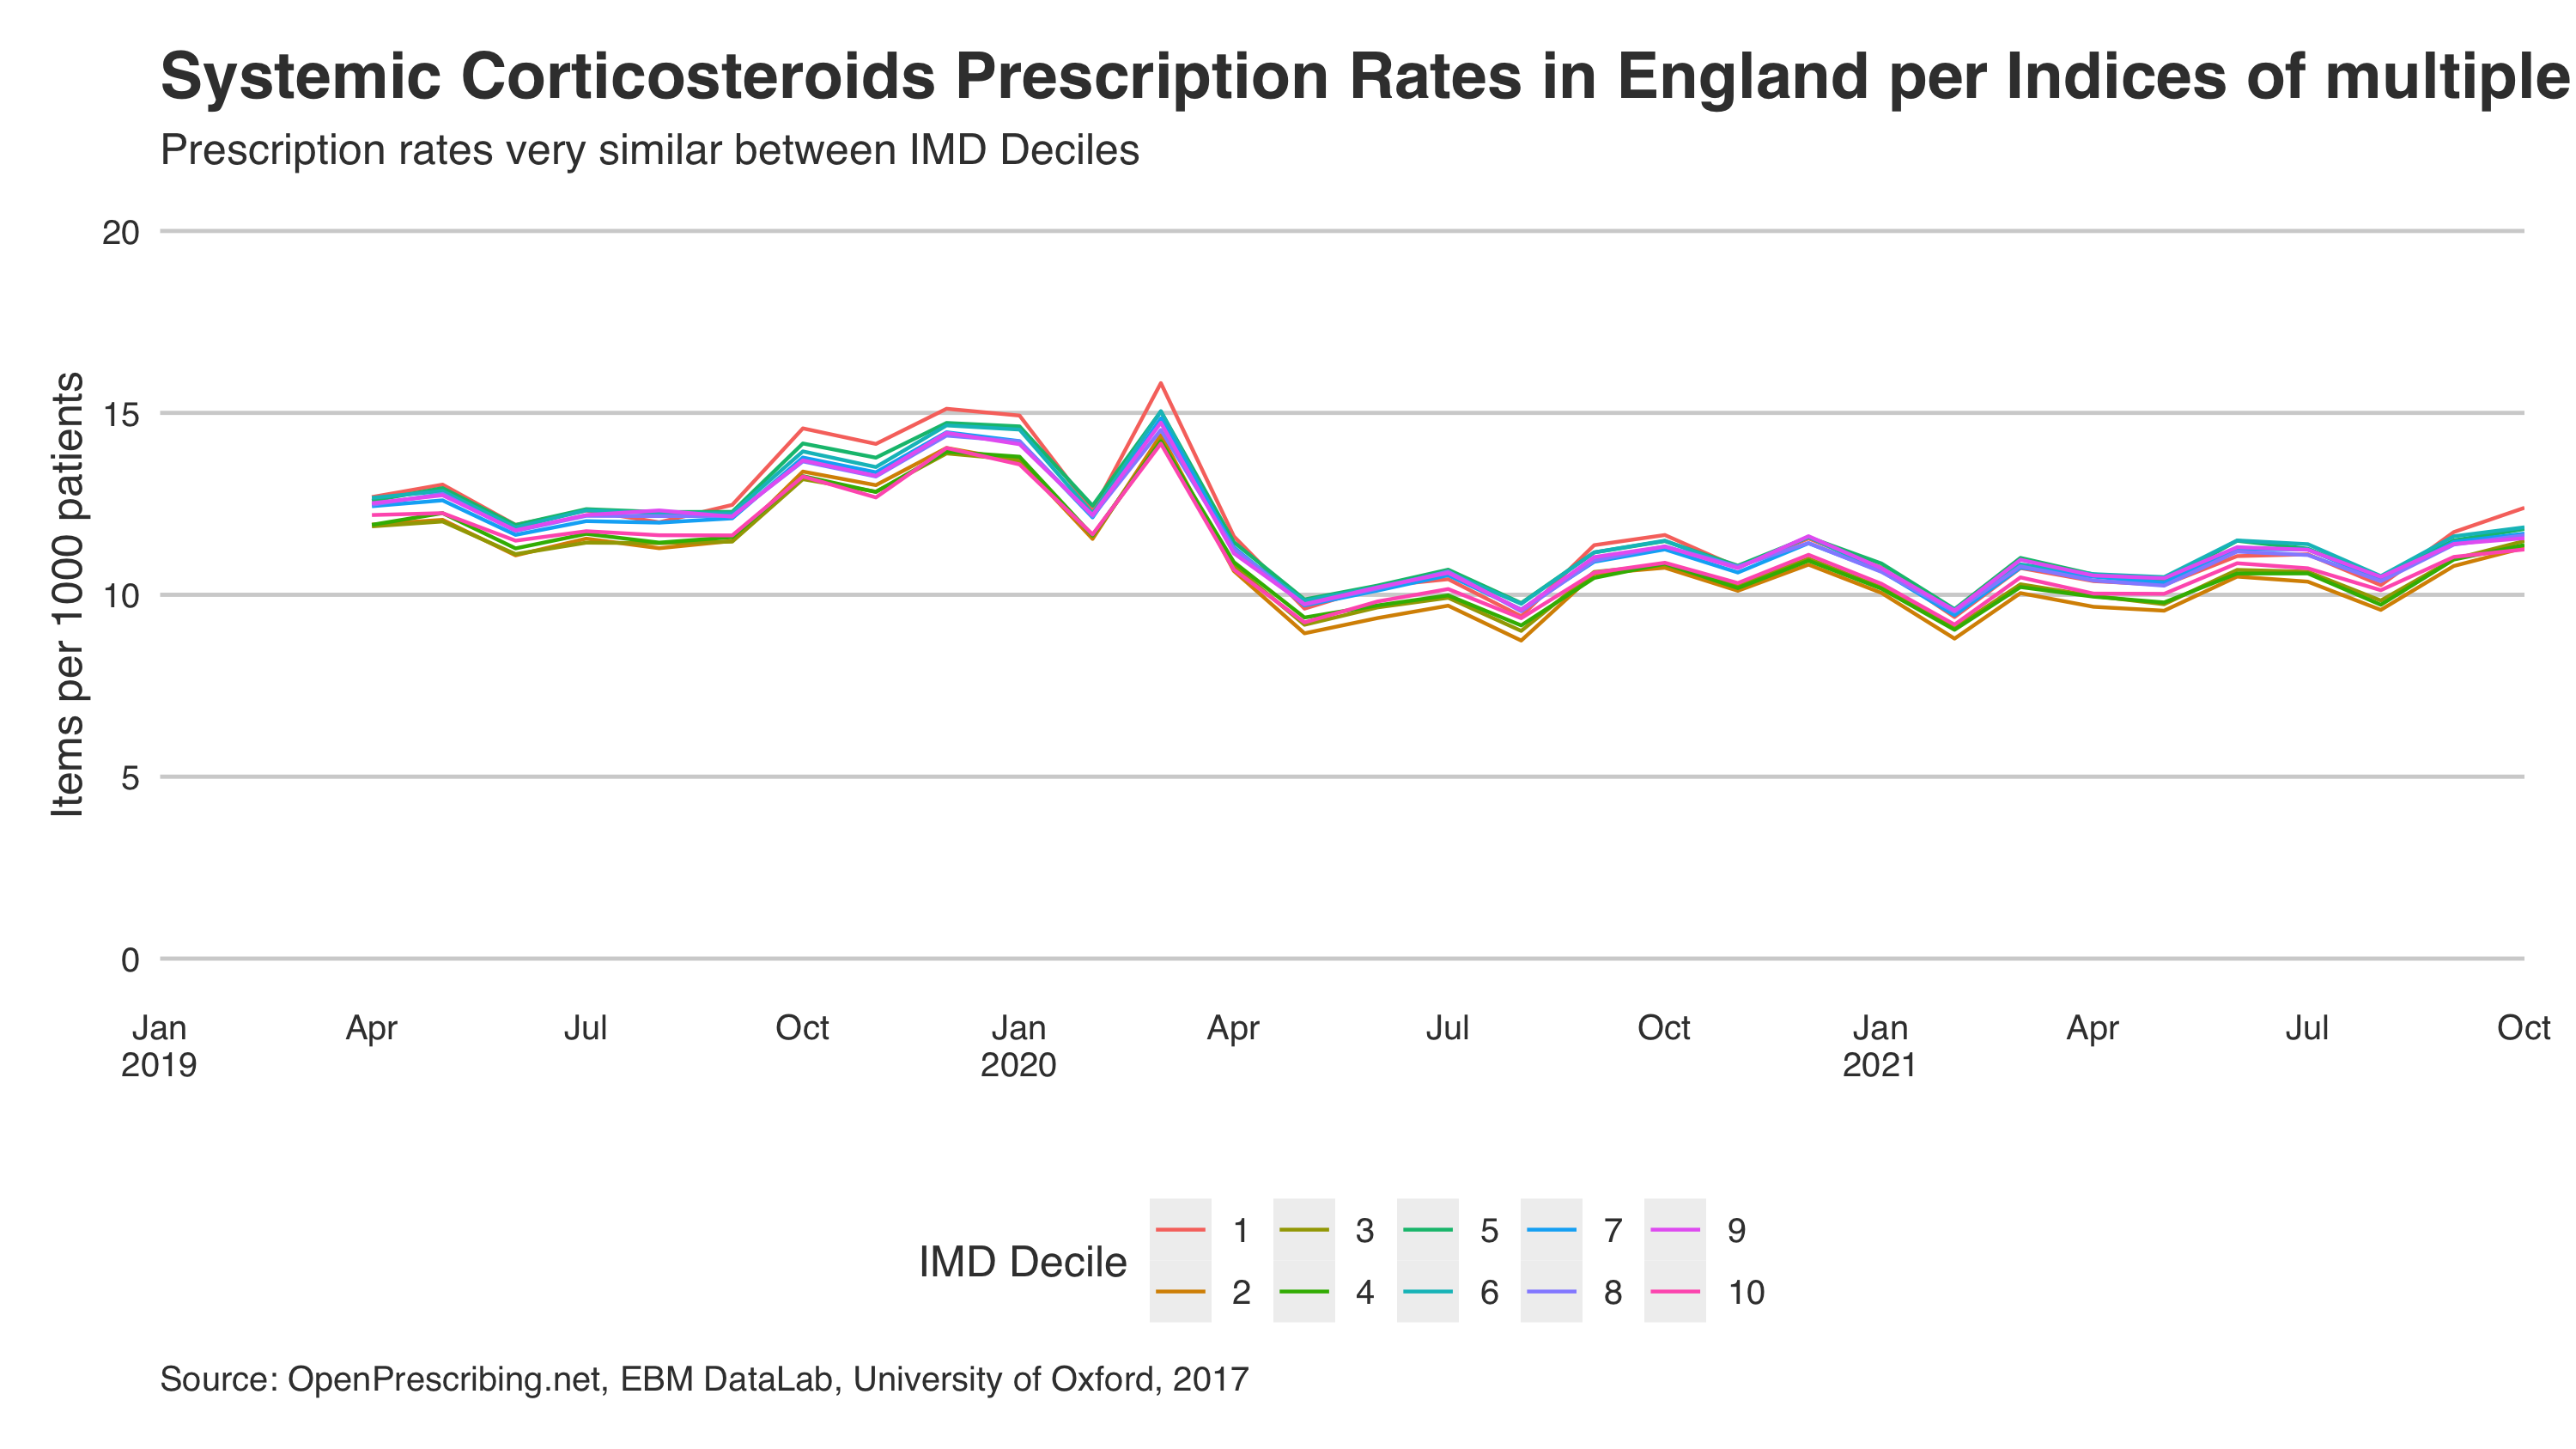 Systemic Corticosteroids Prescription Rates in England per Indices of multiple
Prescription rates very similar between IMD Deciles
20
15
10
5
0
Items per 1000 patients
Jan Apr Jul Oct Jan Apr Jul Oct Jan Apr Jul Oct
2019 2020 2021
IMD Decile
1 3 5 7 9
2 4 6 8 10
Source: OpenPrescribing.net, EBM DataLab, University of Oxford, 2017